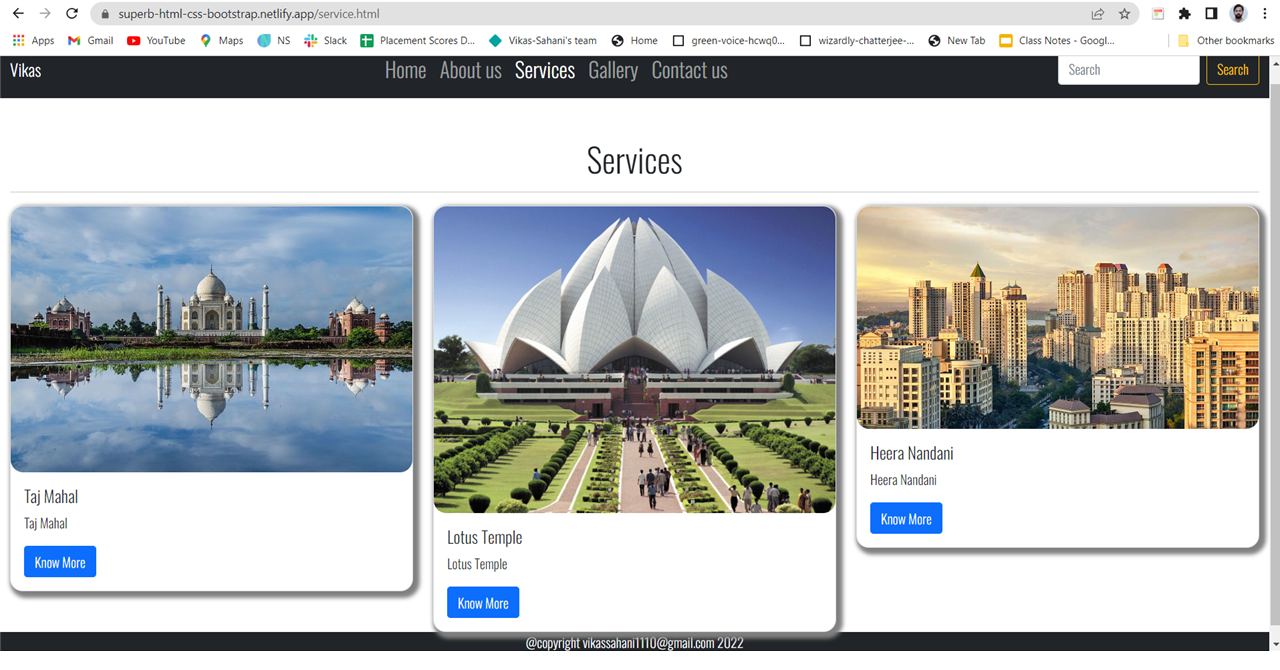 superb-html-css-bootstrap.netlify.app/service.html
Apps Gmail YouTube Maps NS Slack Placement Scores D... Vikas-Sahani's team Home green-voice-hcwq0... wizardly-chatterjee-... New Tab Class Notes - Googl... Other bookmarks
Vikas Home About us Services Gallery Contact us Search Search
Services
Taj Mahal
Taj Mahal
Know More
Lotus Temple
Lotus Temple
Know More
Heera Nandani
Heera Nandani
Know More
@copyright vikassahani1110@gmail.com 2022